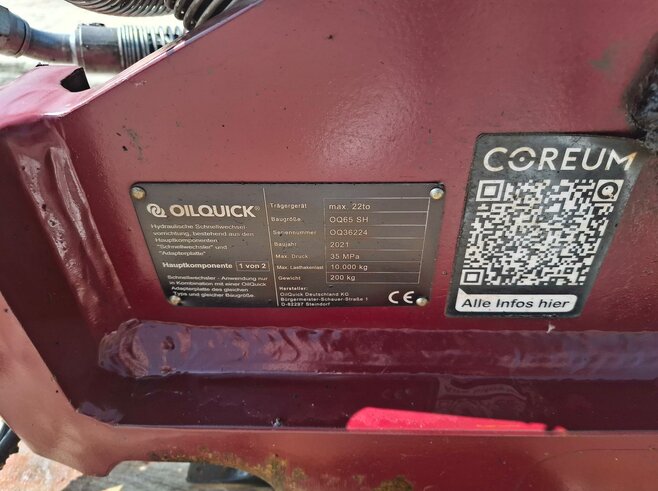 OILQUICK®
Hydraulische Schnellwechsel-
vorrichtung, bestehend aus den
Hauptkomponenten
"Schnellwechsler" und
"Adapterplatte"
Hauptkomponente 1 von 2
Schnellwechsler - Anwendung nur
in Kombination mit einer OilQuick
Adapterplatte des gleichen
Typs und gleicher Baugröße.
Trägergerät max. 22to
Baugröße: OQ65 SH
Seriennummer OQ36224
Baujahr 2021
Max. Druck 35 MPa
Max. Lasthakenlast 10.000 kg
Gewicht 200 kg
Hersteller:
OilQuick Deutschland KG
Bürgermeister-Schauer-Straße 1
D-82297 Steindorf
CE
COREUM
Alle Infos hier